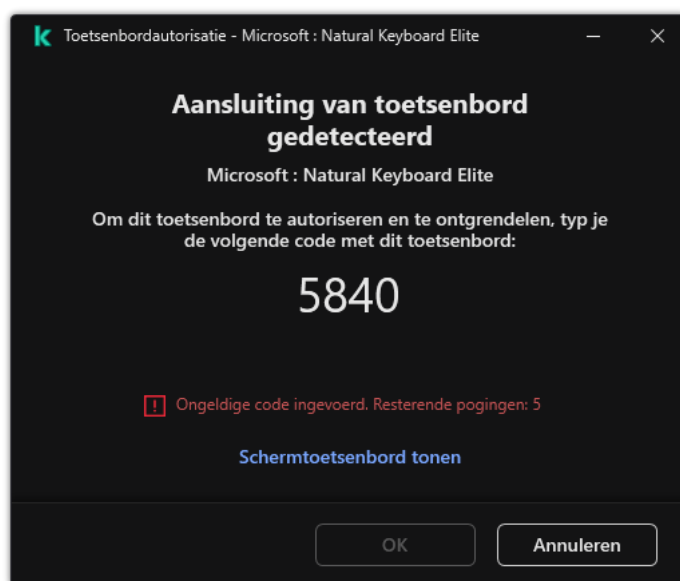 Toetsenbordautorisatie - Microsoft : Natural Keyboard Elite
Aansluiting van toetsenbord
gedetecteerd
Microsoft : Natural Keyboard Elite
Om dit toetsenbord te autoriseren en te ontgrendelen, typ je
de volgende code met dit toetsenbord:
5840
Ongeldige code ingevoerd. Resterende pogingen: 5
Schermtoetsenbord tonen
OK
Annuleren